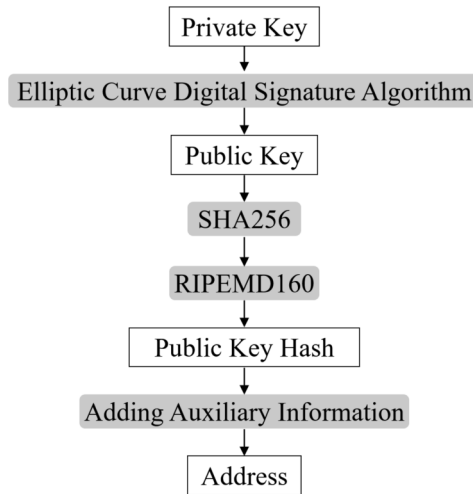 Private Key
Elliptic Curve Digital Signature Algorithm
Public Key
SHA256
RIPEMD160
Public Key Hash
Adding Auxiliary Information
Address